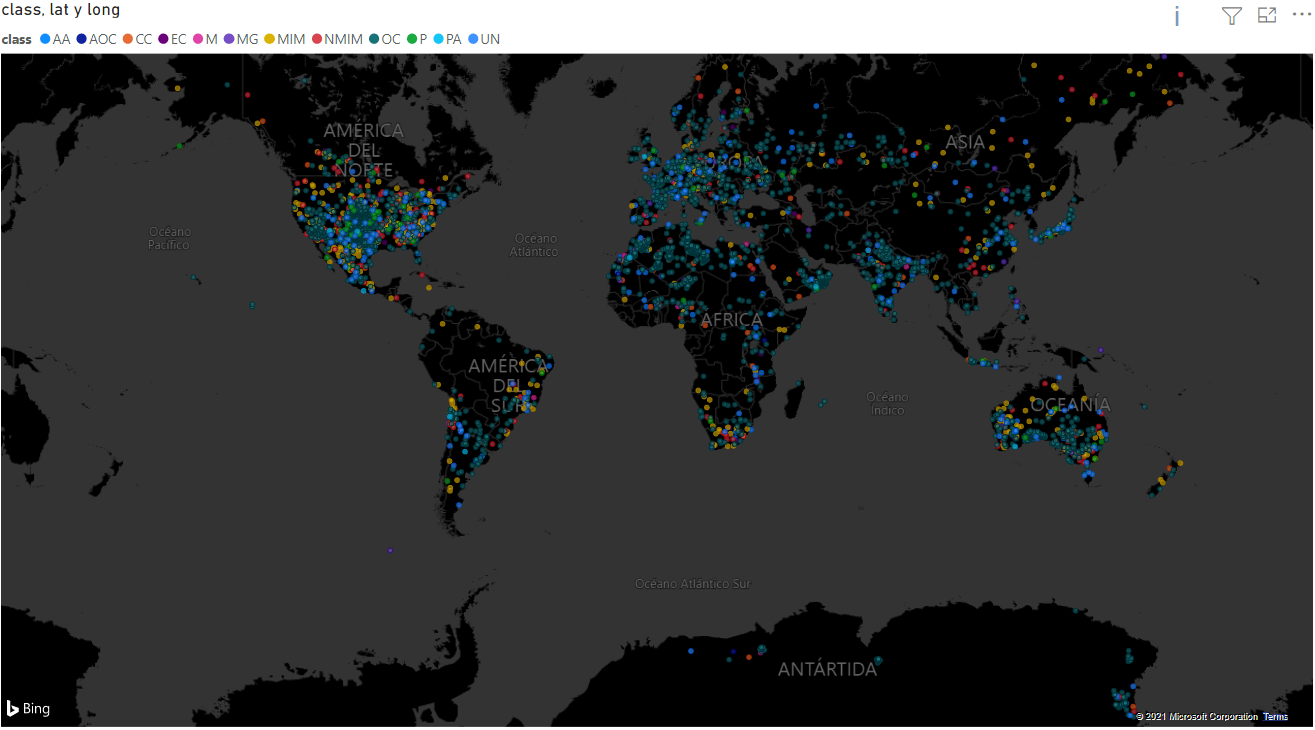 class, lat y long
class AA AOC CC EC M MG MIM NMIM OC P PA UN
AMÉRICA
DEL
NORTE
EUROPA
ASIA
Océano
Pacífico
Océano
Atlántico
AFRICA
AMÉRICA
DEL
SUR
Océano
Índico
OCEANÍA
Océano Atlántico Sur
ANTÁRTIDA
Bing
© 2021 Microsoft Corporation Terms